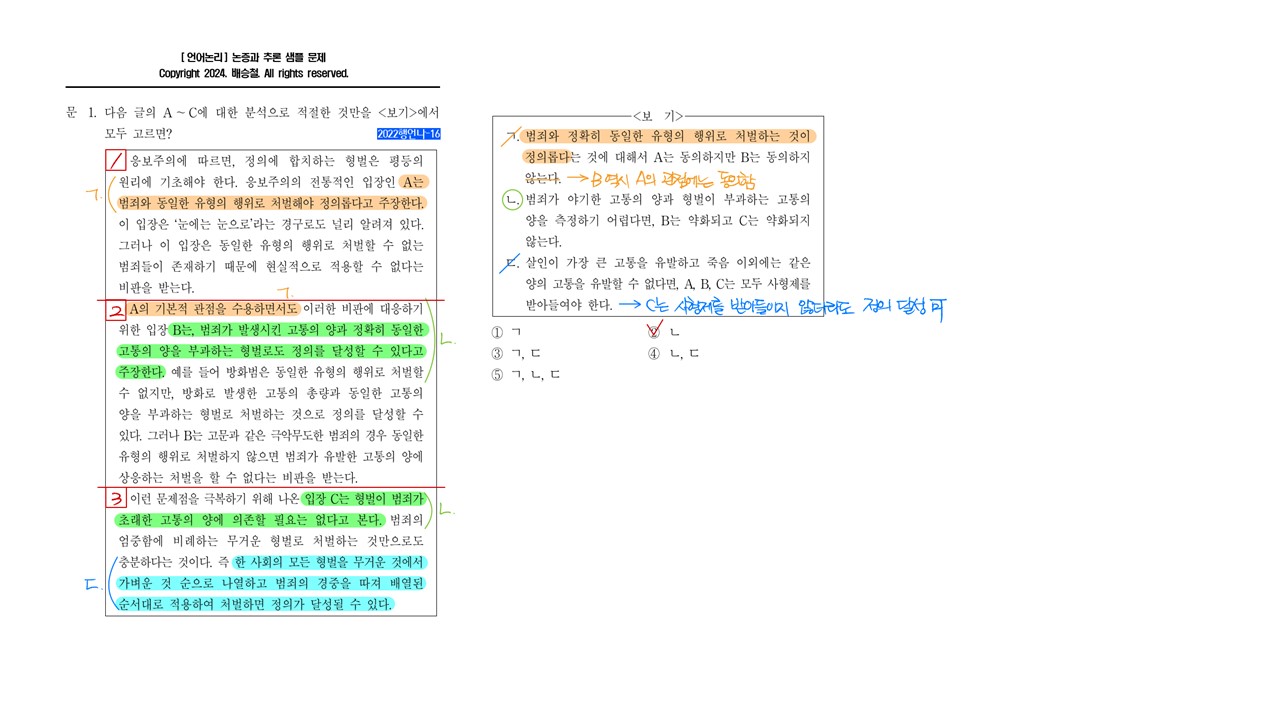 [ 언어논리 ] 논증과 추론 샘플 문제
Copyright 2024. 배승철. All rights reserved.
문 1. 다음 글의 A ~ C에 대한 분석으로 적절한 것만을 <보기>에서
모두 고르면?
2022행언나-16
1 응보주의에 따르면, 정의에 합치하는 형벌은 평등의
원리에 기초해야 한다. 응보주의의 전통적인 입장인 A는
ㄱ.
범죄와 동일한 유형의 행위로 처벌해야 정의롭다고 주장한다.
이 입장은 ‘눈에는 눈으로’라는 경구로도 널리 알려져 있다.
그러나 이 입장은 동일한 유형의 행위로 처벌할 수 없는
범죄들이 존재하기 때문에 현실적으로 적용할 수 없다는
비판을 받는다.
ㄱ.
2 A의 기본적 관점을 수용하면서도 이러한 비판에 대응하기
위한 입장 B는, 범죄가 발생시킨 고통의 양과 정확히 동일한
고통의 양을 부과하는 형벌로도 정의를 달성할 수 있다고
ㄴ.
주장한다. 예를 들어 방화범은 동일한 유형의 행위로 처벌할
수 없지만, 방화로 발생한 고통의 총량과 동일한 고통의
양을 부과하는 형벌로 처벌하는 것으로 정의를 달성할 수
있다. 그러나 B는 고문과 같은 극악무도한 범죄의 경우 동일한
유형의 행위로 처벌하지 않으면 범죄가 유발한 고통의 양에
상응하는 처벌을 할 수 없다는 비판을 받는다.
3 이런 문제점을 극복하기 위해 나온 입장 C는 형벌이 범죄가
초래한 고통의 양에 의존할 필요는 없다고 본다. 범죄의
ㄴ.
엄중함에 비례하는 무거운 형벌로 처벌하는 것만으로도
충분하다는 것이다. 즉 한 사회의 모든 형벌을 무거운 것에서
ㄷ.
가벼운 것 순으로 나열하고 범죄의 경중을 따져 배열된
순서대로 적용하여 처벌하면 정의가 달성될 수 있다.
<보 기>
ㄱ. 범죄와 정확히 동일한 유형의 행위로 처벌하는 것이
정의롭다는 것에 대해서 A는 동의하지만 B는 동의하지
않는다. → B 역시 A의 관점에는 동의함
ㄴ. 범죄가 야기한 고통의 양과 형벌이 부과하는 고통의
양을 측정하기 어렵다면, B는 약화되고 C는 약화되지
않는다.
ㄷ. 살인이 가장 큰 고통을 유발하고 죽음 이외에는 같은
양의 고통을 유발할 수 없다면, A, B, C는 모두 사형제를
받아들여야 한다. → C는 사형제를 받아들이지 않더라도 정의 달성 可
① ㄱ
② ㄴ
③ ㄱ, ㄷ
④ ㄴ, ㄷ
⑤ ㄱ, ㄴ, ㄷ